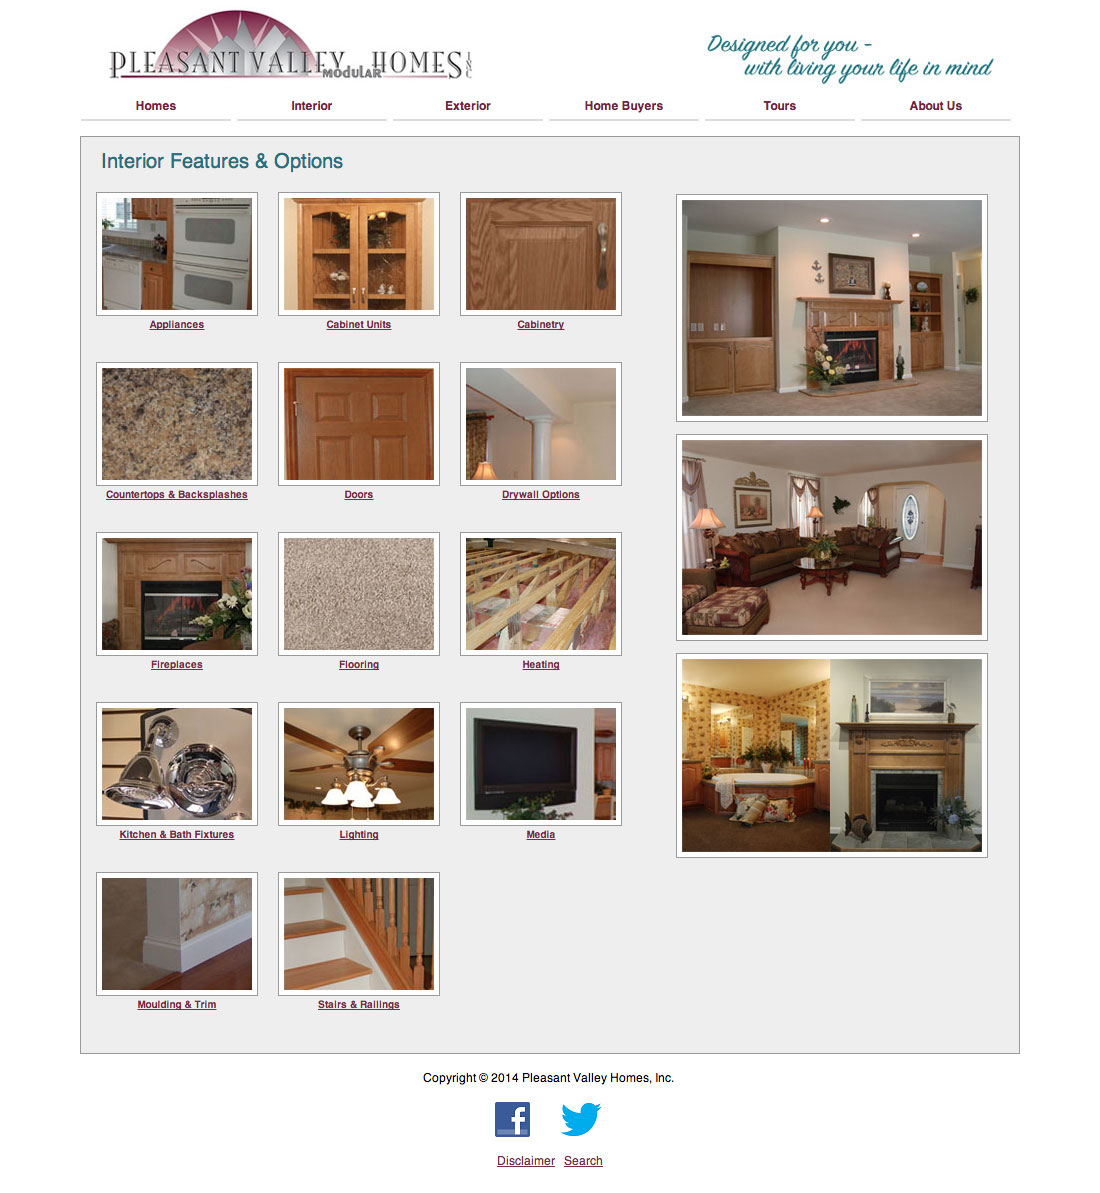 PLEASANT VALLEY MODULAR HOMES INC
Designed for you -
with living your life in mind
Homes Interior Exterior Home Buyers Tours About Us
Interior Features & Options
Appliances Cabinet Units Cabinetry
Countertops & Backsplashes Doors Drywall Options
Fireplaces Flooring Heating
Kitchen & Bath Fixtures Lighting Media
Moulding & Trim Stairs & Railings
Copyright © 2014 Pleasant Valley Homes, Inc.
Disclaimer Search